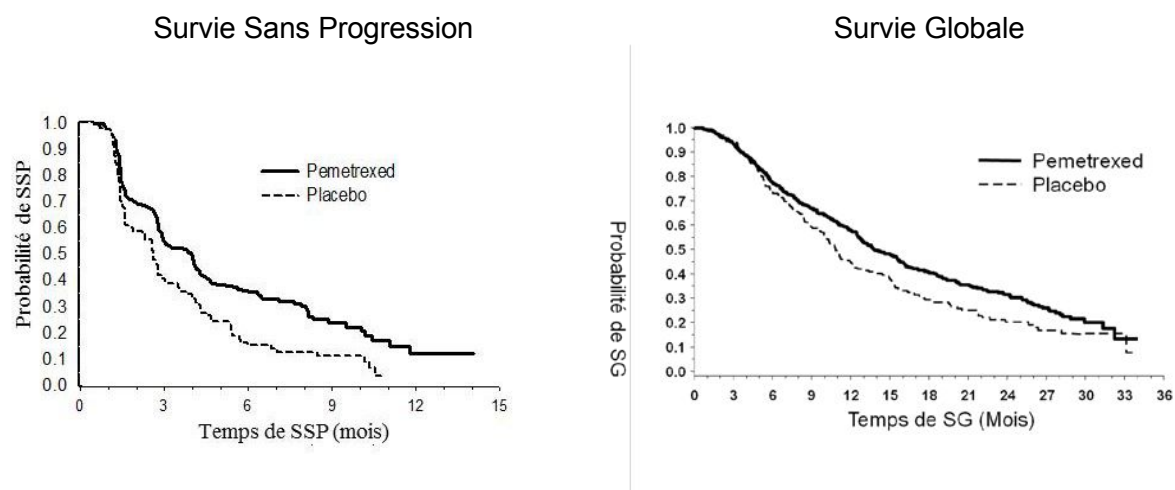 Survie Sans Progression
Probabilité de SSP
1.0
0.9
0.8
0.7
0.6
0.5
0.4
0.3
0.2
0.1
0.0
Pemetrexed
Placebo
0 3 6 9 12 15
Temps de SSP (mois)
Survie Globale
Probabilité de SG
1.0
0.9
0.8
0.7
0.6
0.5
0.4
0.3
0.2
0.1
0.0
Pemetrexed
Placebo
0 3 6 9 12 15 18 21 24 27 30 33 36
Temps de SG (Mois)